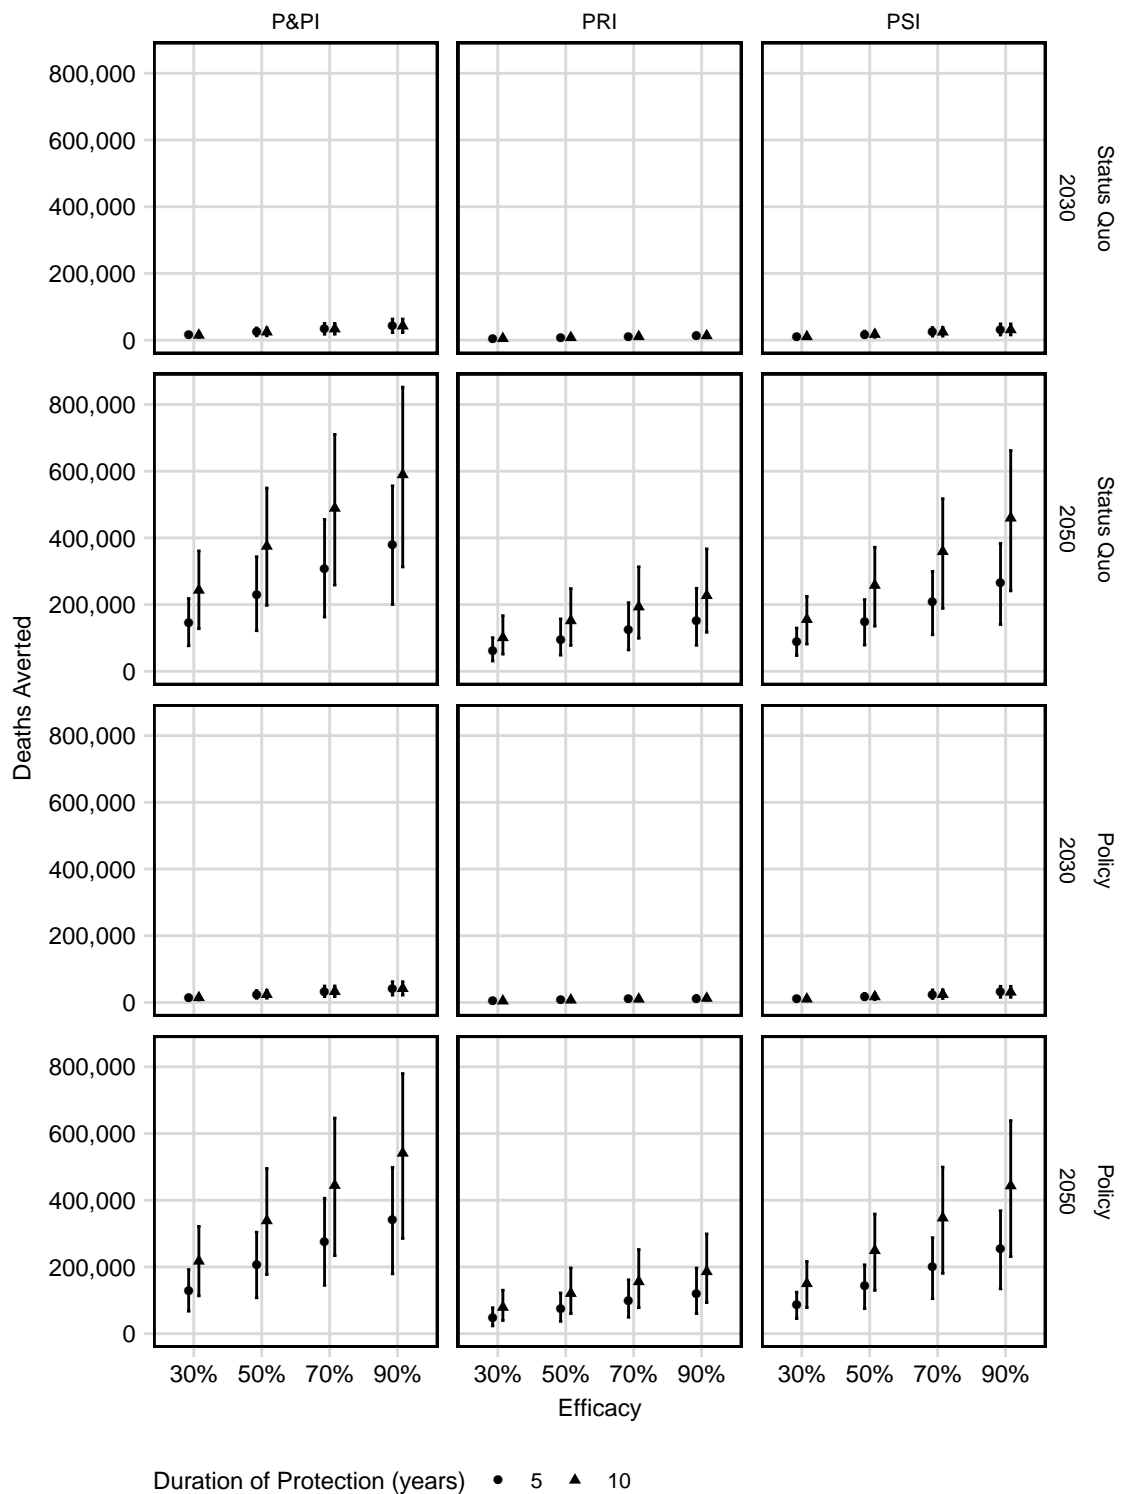 P&PI PRI PSI
800,000
600,000
400,000
200,000
0
Status Quo
2030
800,000
600,000
400,000
200,000
0
Status Quo
2050
Deaths Averted
800,000
600,000
400,000
200,000
0
Policy
2030
800,000
600,000
400,000
200,000
0
Policy
2050
30% 50% 70% 90% 30% 50% 70% 90% 30% 50% 70% 90%
Efficacy
Duration of Protection (years) 5 10